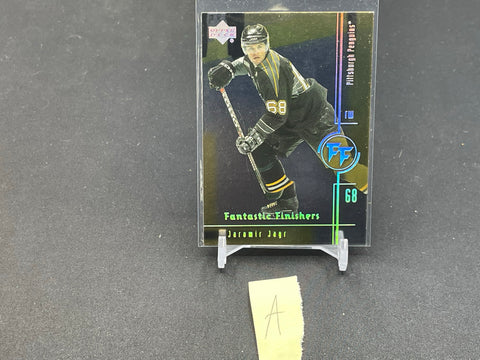 UPPER DECK
Pittsburgh Penguins
68
RW
FF
68
Fantastic Finishers
Jaromir Jagr
A